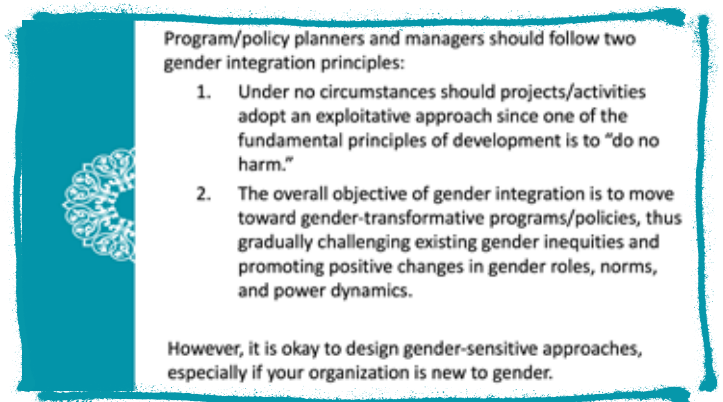 Program/policy planners and managers should follow two
gender integration principles:
1. Under no circumstances should projects/activities
adopt an exploitative approach since one of the
fundamental principles of development is to “do no
harm.”
2. The overall objective of gender integration is to move
toward gender-transformative programs/policies, thus
gradually challenging existing gender inequities and
promoting positive changes in gender roles, norms,
and power dynamics.
However, it is okay to design gender-sensitive approaches,
especially if your organization is new to gender.